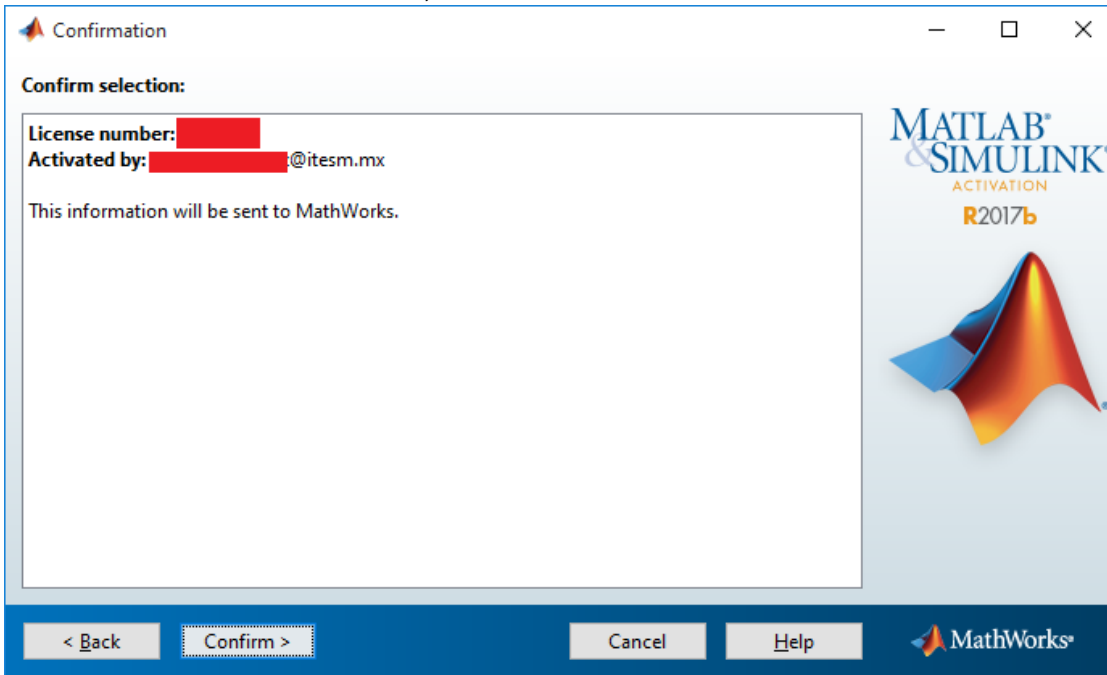 Confirmation
Confirm selection:
License number:
Activated by: @itesm.mx
This information will be sent to MathWorks.
MATLAB®
&SIMULINK®
ACTIVATION
R2017b
®
< Back
Confirm >
Cancel
Help
MathWorks®